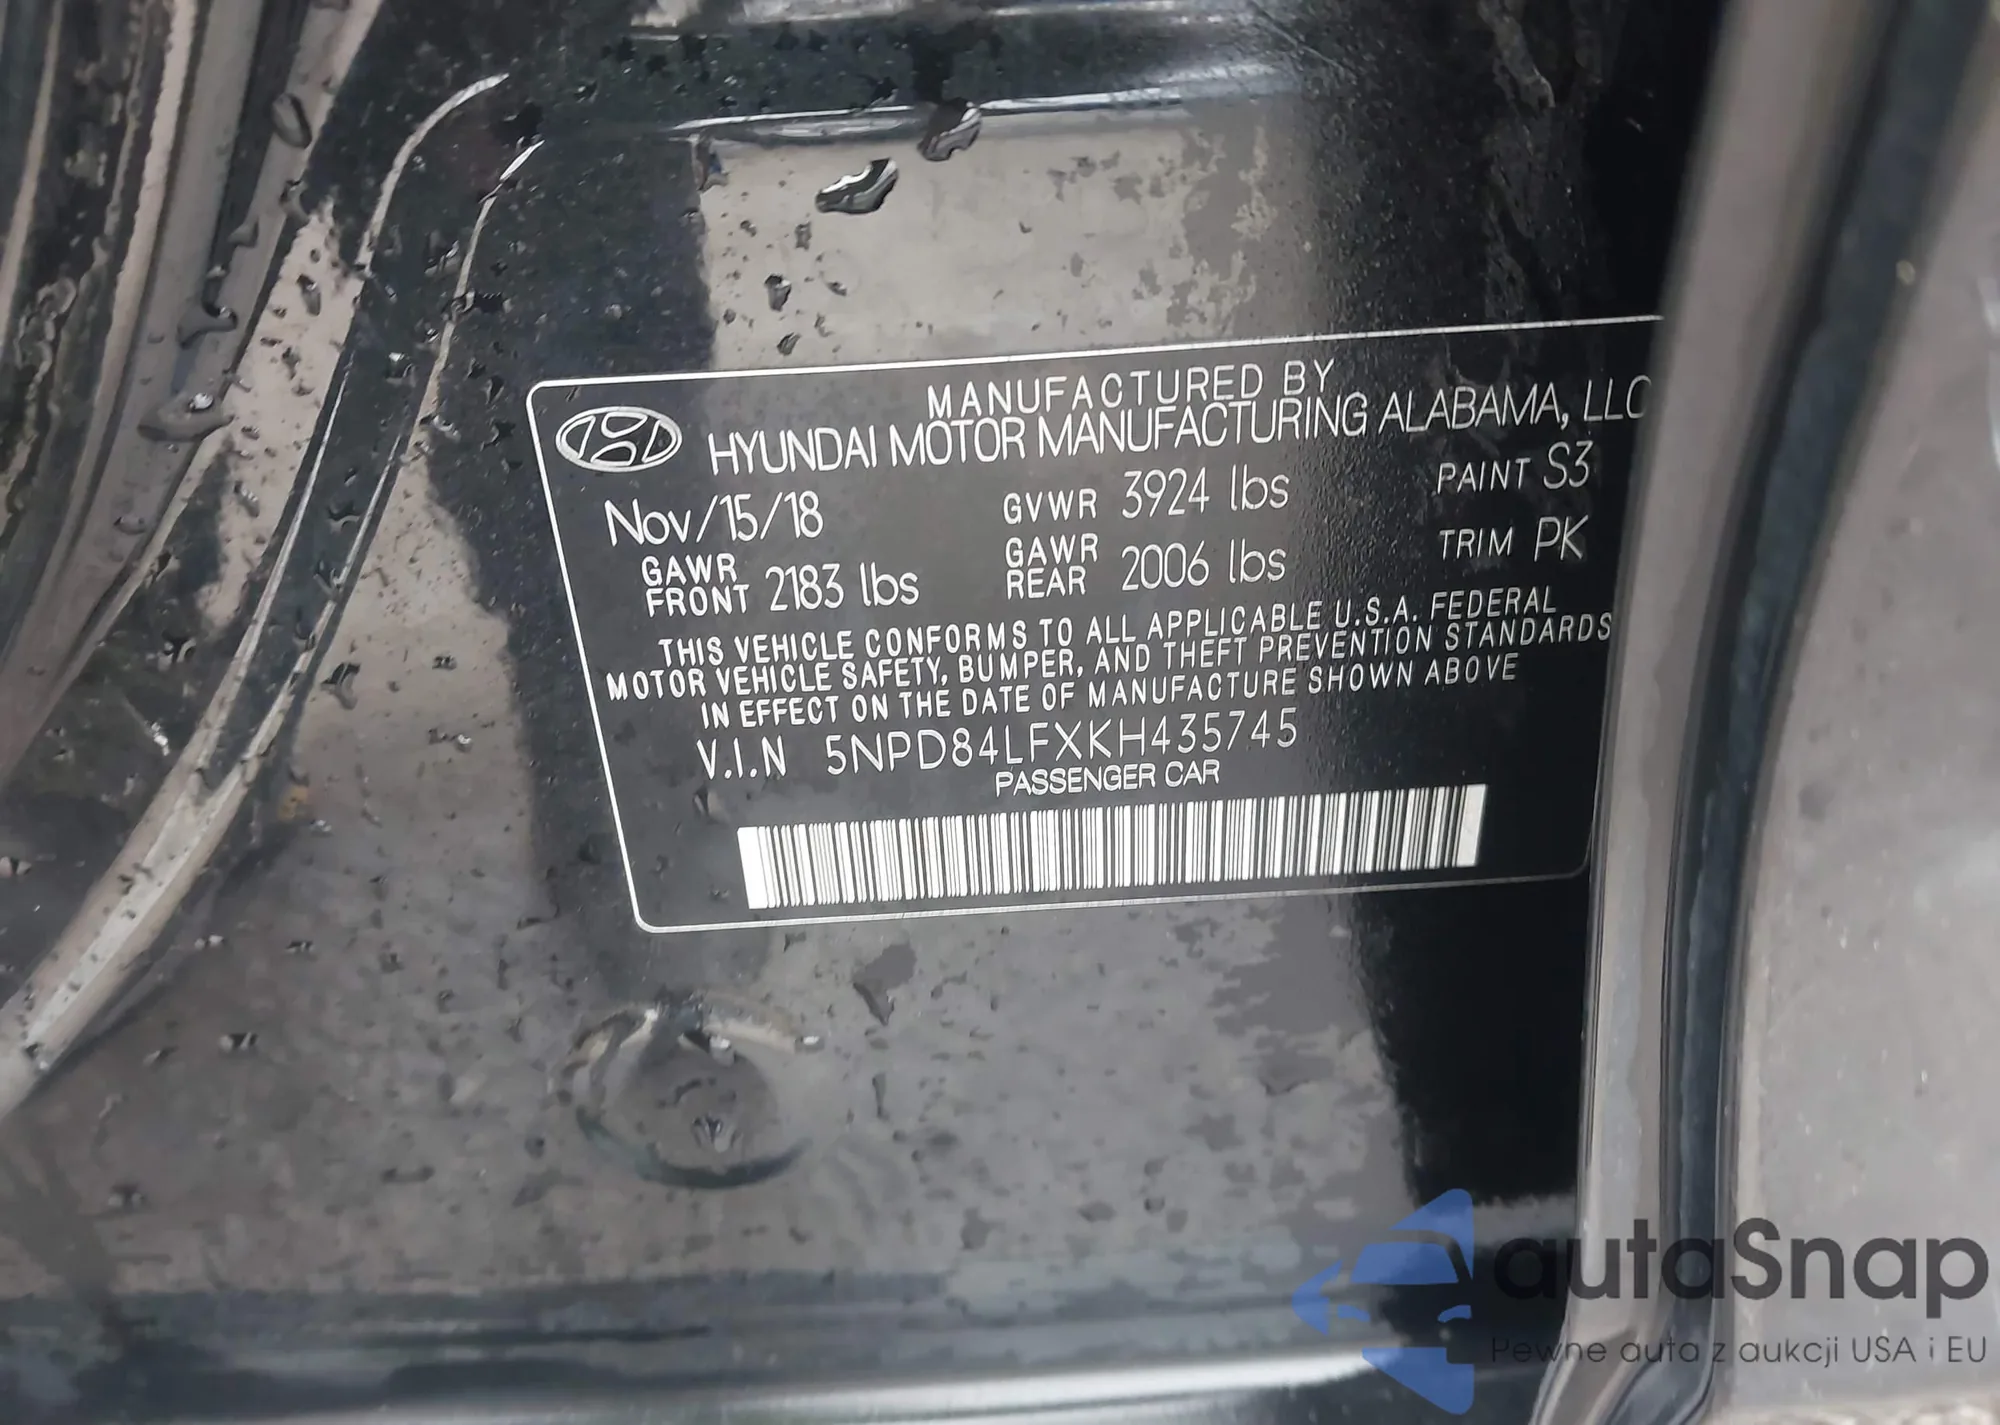 MANUFACTURED BY
HYUNDAI MOTOR MANUFACTURING ALABAMA, LLC
Nov/15/18 GVWR 3924 lbs PAINT S3
GAWR FRONT 2183 lbs GAWR REAR 2006 lbs TRIM PK
THIS VEHICLE CONFORMS TO ALL APPLICABLE U.S.A. FEDERAL
MOTOR VEHICLE SAFETY, BUMPER, AND THEFT PREVENTION STANDARDS
IN EFFECT ON THE DATE OF MANUFACTURE SHOWN ABOVE
V.I.N 5NPD84LFXKH435745
PASSENGER CAR
autaSnap
Pewne auta z aukcji USA i EU